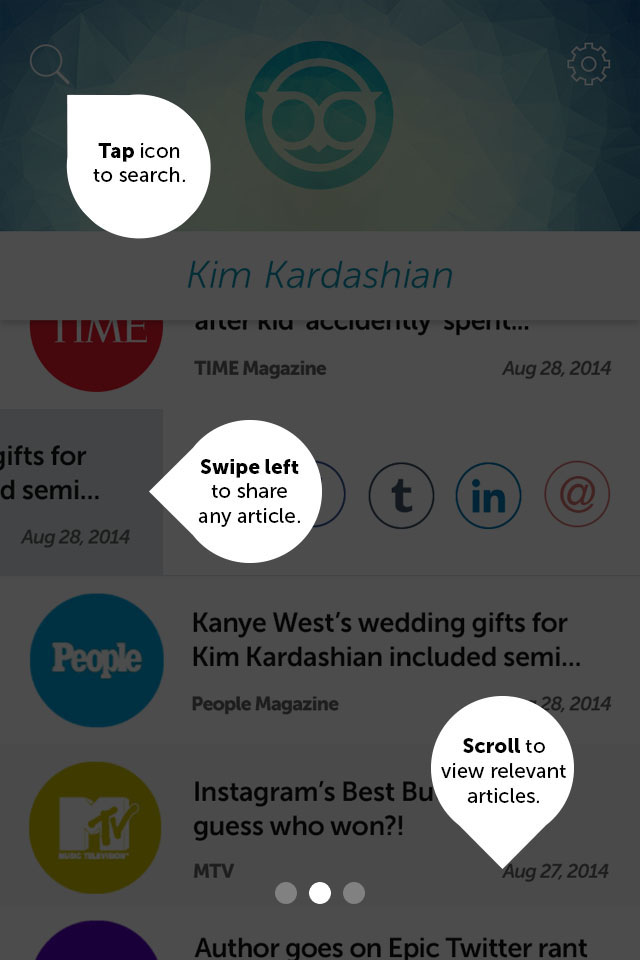 Tap icon
to search.
Kim Kardashian
TIME
after kid 'accidently' spent...
TIME Magazine
Aug 28, 2014
gifts for
d semi...
Aug 28, 2014
Swipe left
to share
any article.
t
in
@
People
Kanye West's wedding gifts for
Kim Kardashian included semi...
People Magazine
28, 2014
Scroll to
view relevant
articles.
MTV
MUSIC TELEVISION
Instagram's Best Bu
guess who won?!
MTV
Aug 27, 2014
Author goes on Epic Twitter rant